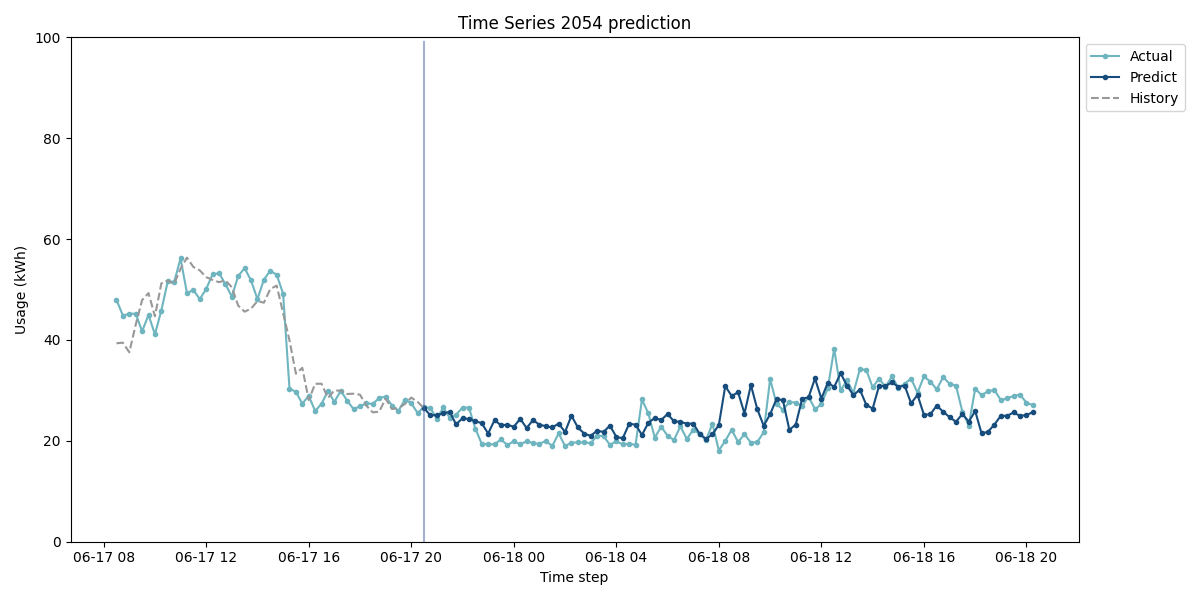 Time Series 2054 prediction
100
80
60
40
20
0
Usage (kWh)
06-17 08
06-17 12
06-17 16
06-17 20
06-18 00
06-18 04
06-18 08
06-18 12
06-18 16
06-18 20
Time step
Actual
Predict
History